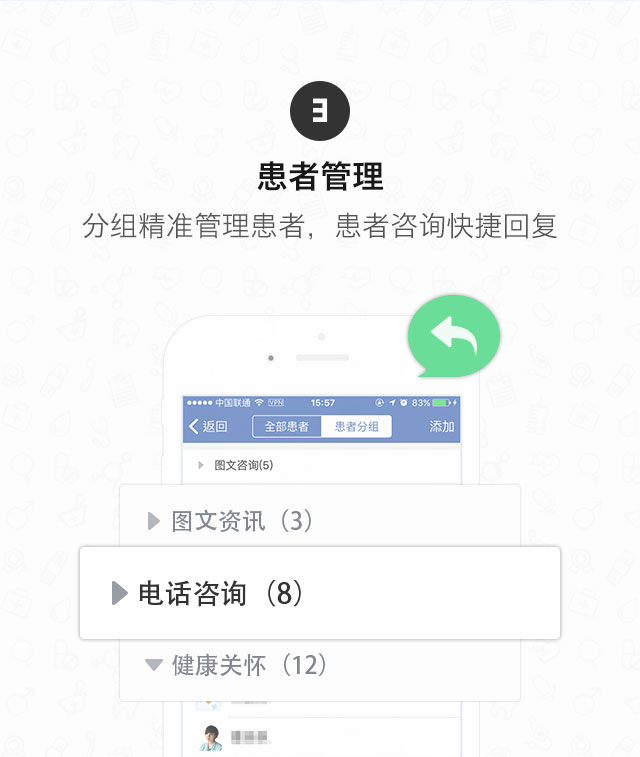 3
患者管理
分组精准管理患者，患者咨询快捷回复
中国联通 VPN 15:57 83%
返回 全部患者 患者分组 添加
图文咨询(5)
图文资讯（3）
电话咨询（8）
健康关怀（12）